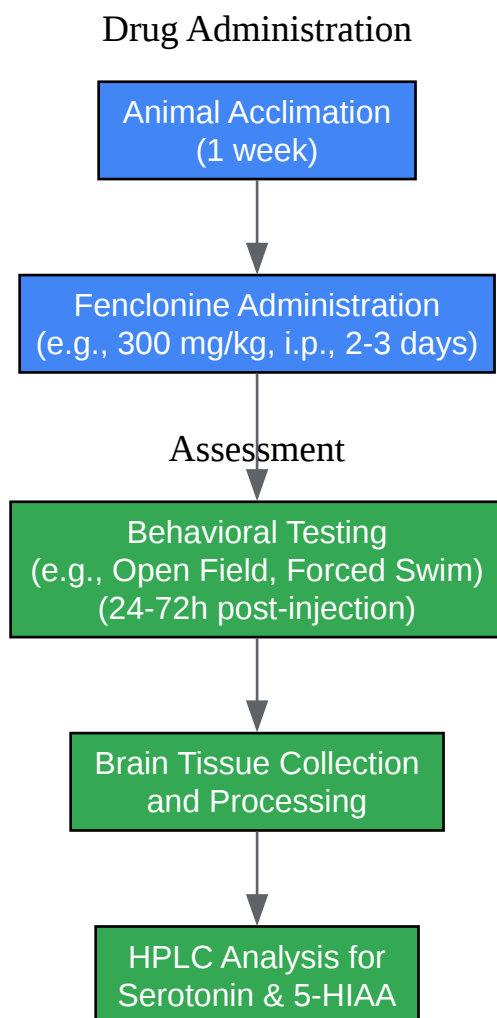 Drug Administration
Animal Acclimation
(1 week)
Fenclonine Administration
(e.g., 300 mg/kg, i.p., 2-3 days)
Assessment
Behavioral Testing
(e.g., Open Field, Forced Swim)
(24-72h post-injection)
Brain Tissue Collection
and Processing
HPLC Analysis for
Serotonin & 5-HIAA